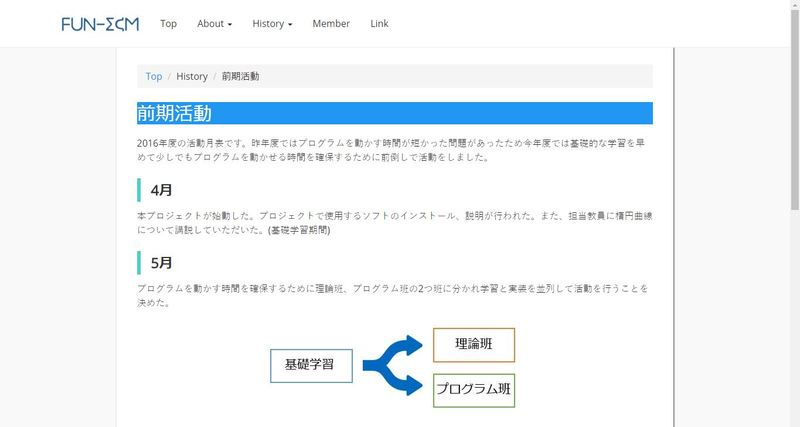 FUN-ΣCM Top About History Member Link
Top / History / 前期活動
前期活動
2016年度の活動月表です。昨年度ではプログラムを動かす時間が短かった問題があったため今年度では基礎的な学習を早
めて少しでもプログラムを動かせる時間を確保するために前倒して活動をしました。
4月
本プロジェクトが始動した。プロジェクトで使用するソフトのインストール、説明が行われた。また、担当教員に楕円曲線
について講説していただいた。(基礎学習期間)
5月
プログラムを動かす時間を確保するために理論班、プログラム班の2つ班に分かれ学習と実装を並列して活動を行うことを
決めた。
基礎学習
理論班
プログラム班